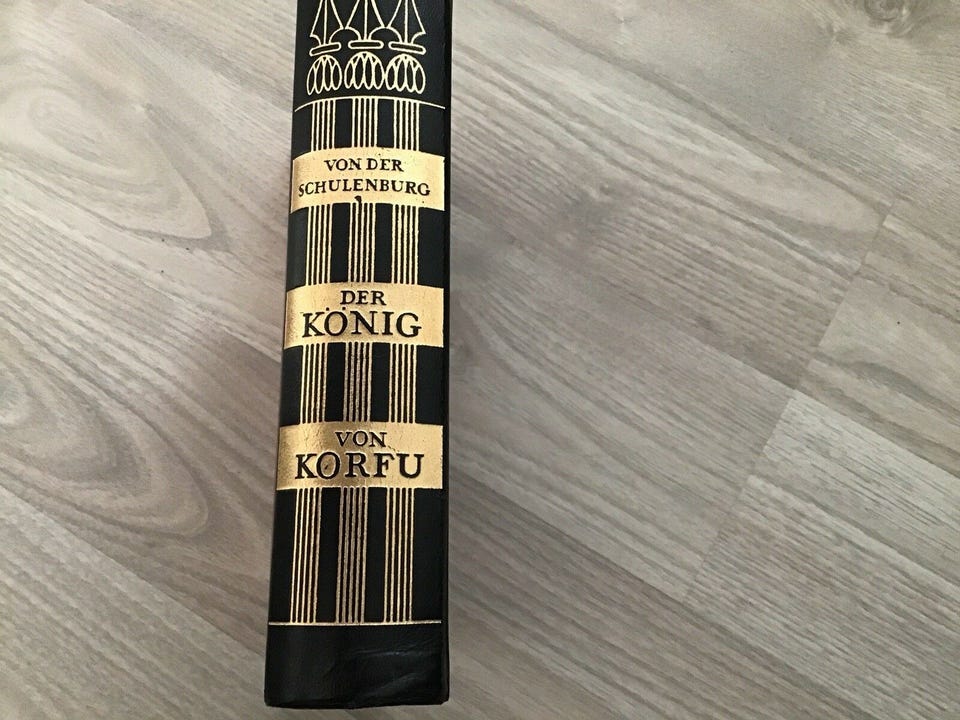 VON DER
SCHULENBURG
DER
KÖNIG
VON
KORFU